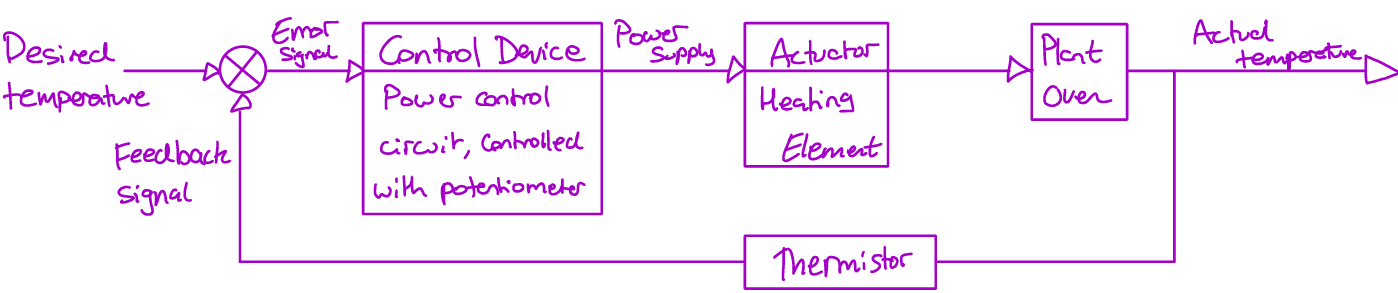 Desired
temperature
Error
signal
Control Device
Power control
circuit, controlled
with potentiometer
Power
supply
Actuator
Heating
Element
Plant
Oven
Actual
temperature
Feedback
signal
Thermistor